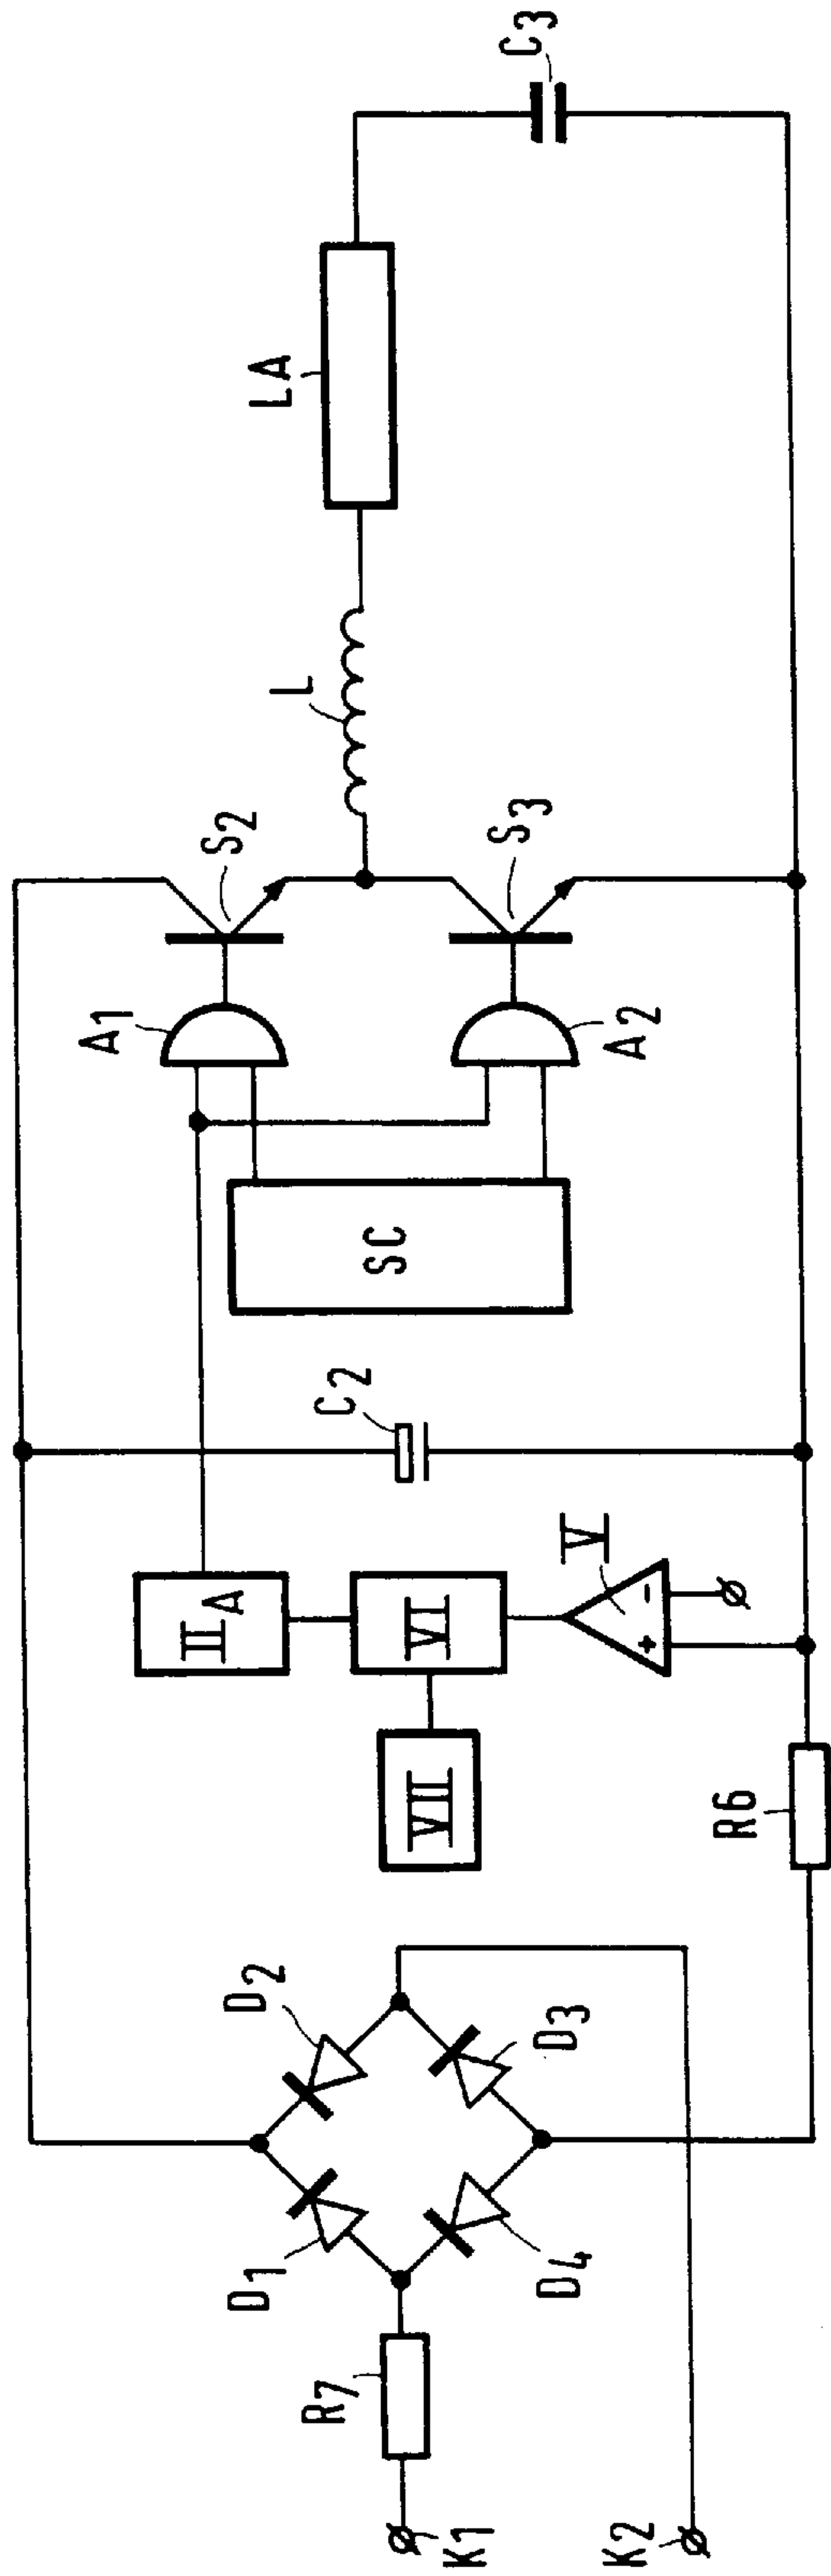 K1
K2
R7
D1
D2
D3
D4
R6
VII
VI
IIA
V
+
-
C2
SC
A1
A2
S2
S3
L
LA
C3